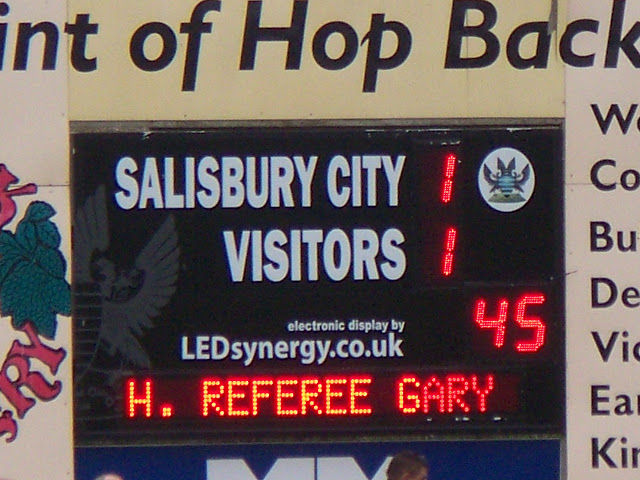 int of Hop Back
SALISBURY CITY 1
VISITORS 1
45
electronic display by
LEDsynergy.co.uk
H. REFEREE GARY